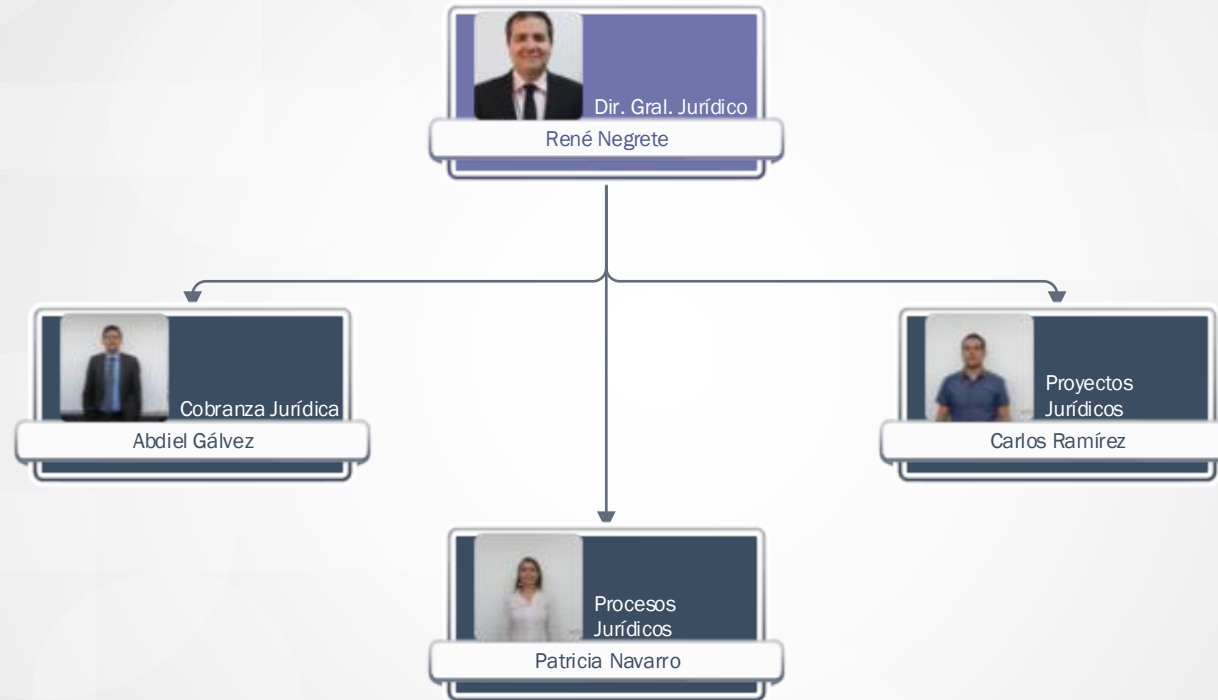 Dir. Gral. Jurídico
René Negrete
Cobranza Jurídica
Abdiel Gálvez
Proyectos
Jurídicos
Carlos Ramírez
Procesos
Jurídicos
Patricia Navarro